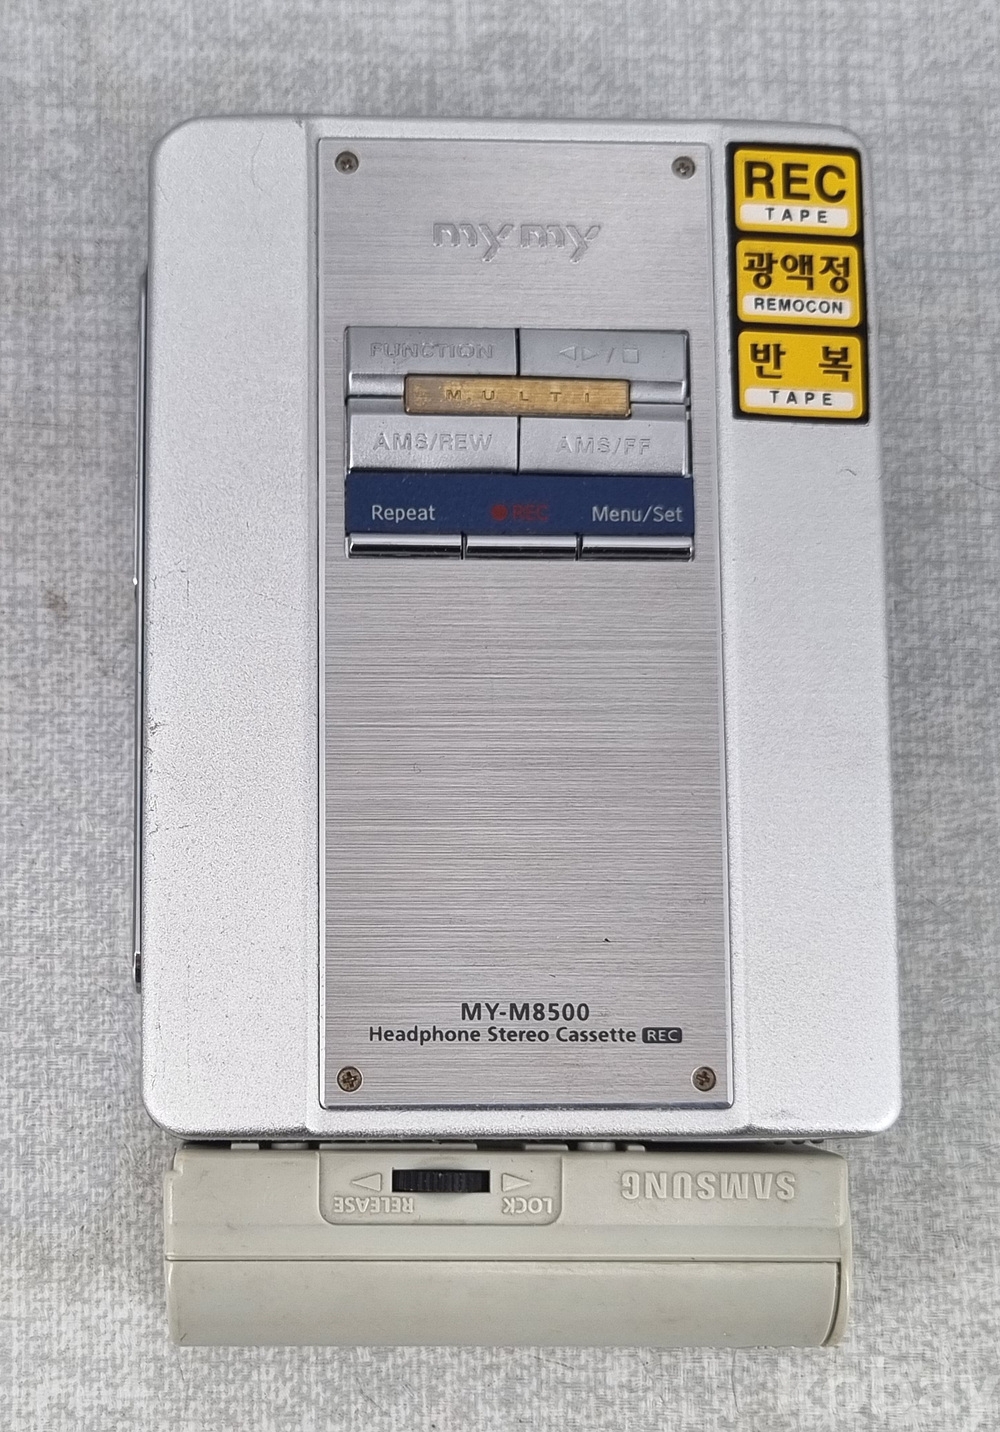 REC
TAPE
mymy
광액정
REMOCON
반 복
TAPE
FUNCTION ◁▷/□
MULTI
AMS/REW AMS/FF
Repeat ●REC Menu/Set
MY-M8500
Headphone Stereo Cassette REC
SAMSUNG
LOCK RELEASE